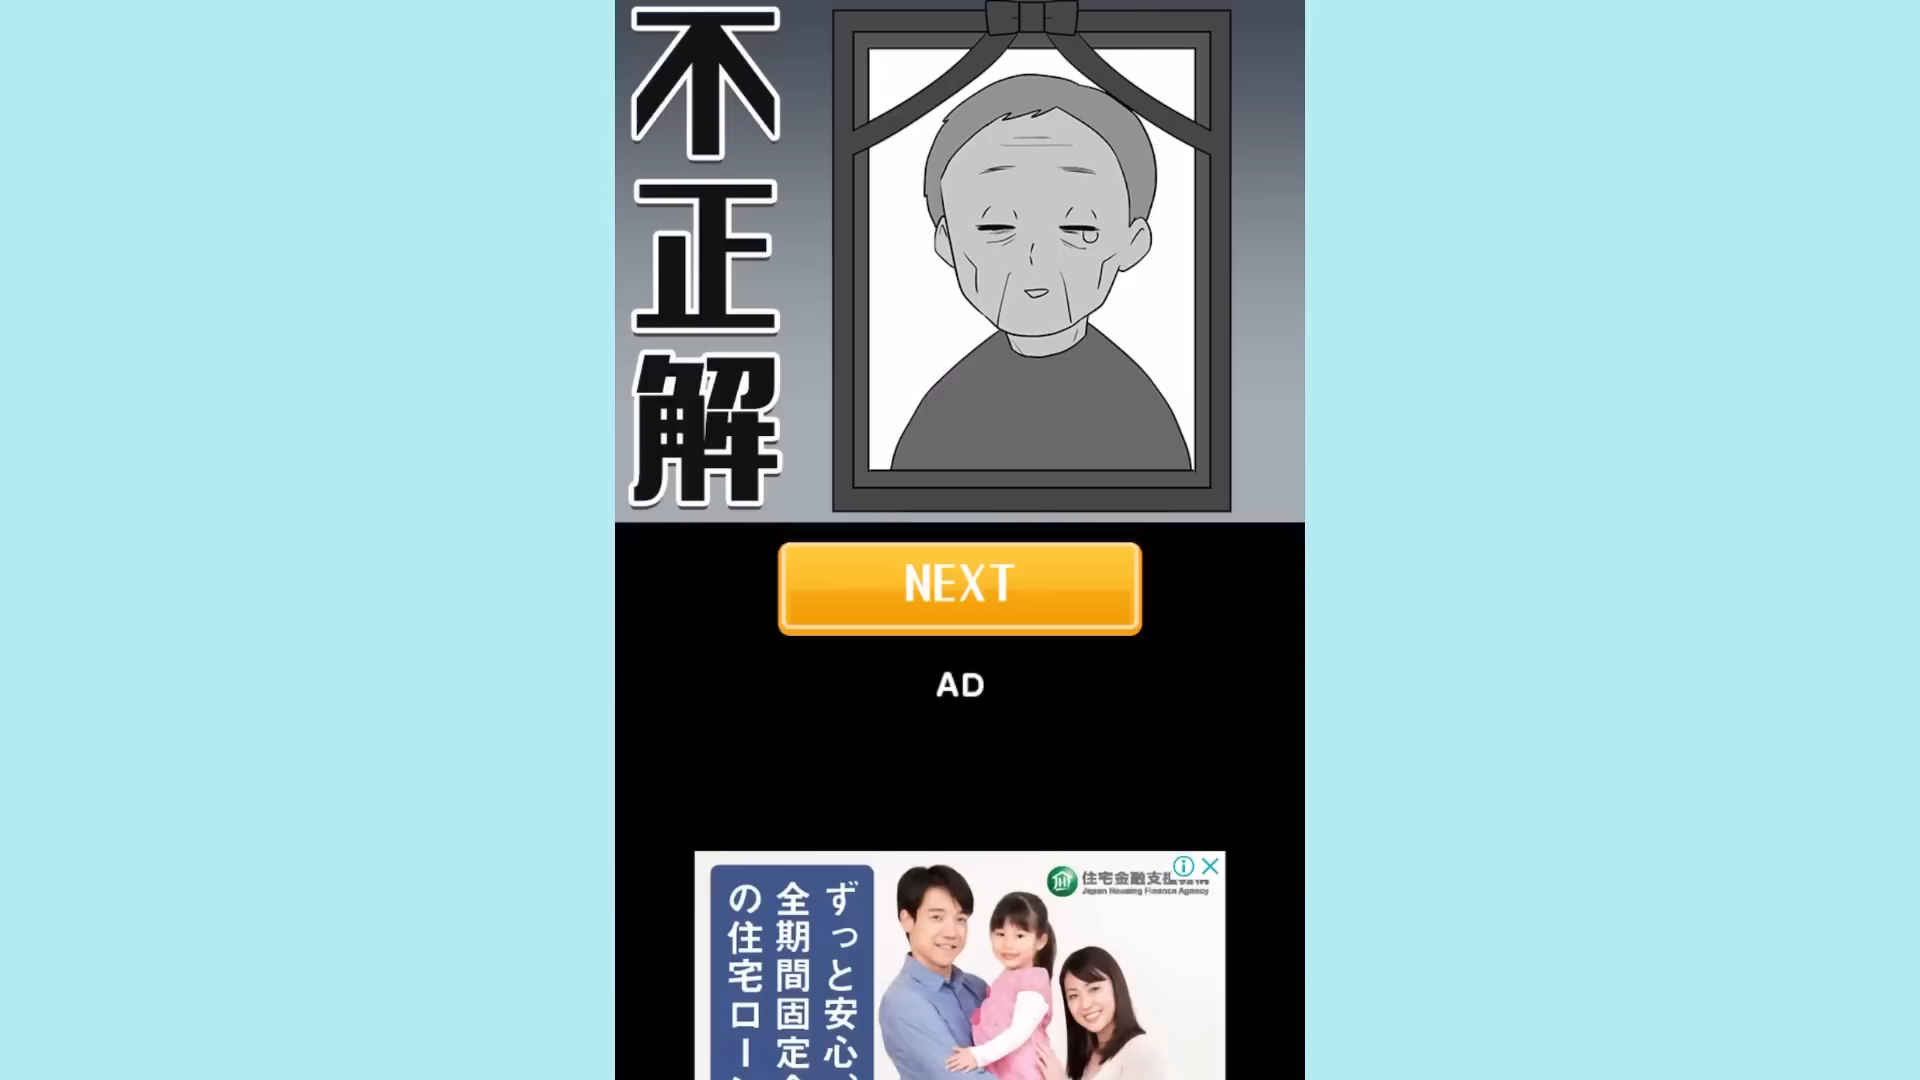 不正解
NEXT
AD
住宅金融支援機構
Japan Housing Finance Agency
ずっと安心、
全期間固定金
の住宅ローン